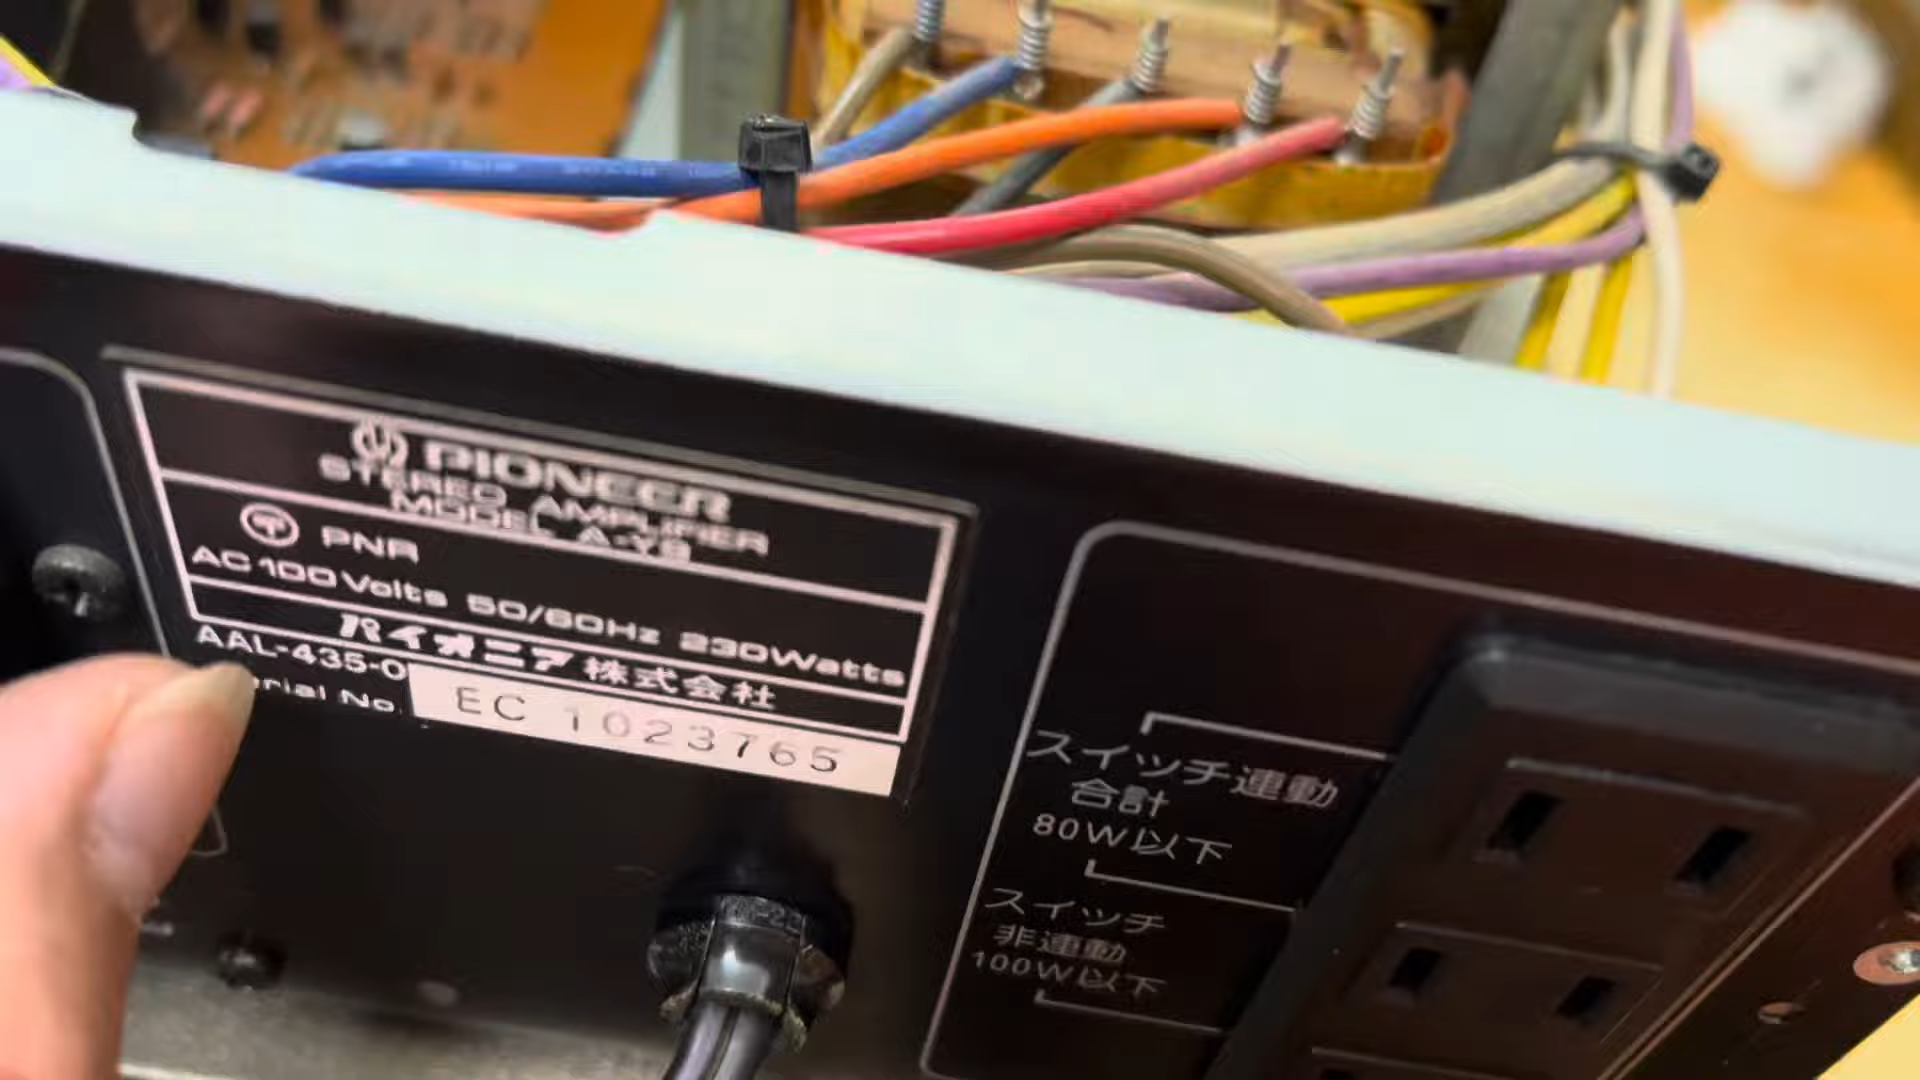 PIONEER
STEREO AMPLIFIER
MODEL
PNR
AC 100 Volts 50/60Hz 230Watts
パイオニア株式会社
AAL-435-0
rial No.
EC 1023765
スイッチ連動
合計
80W以下
スイッチ
非連動
100W以下